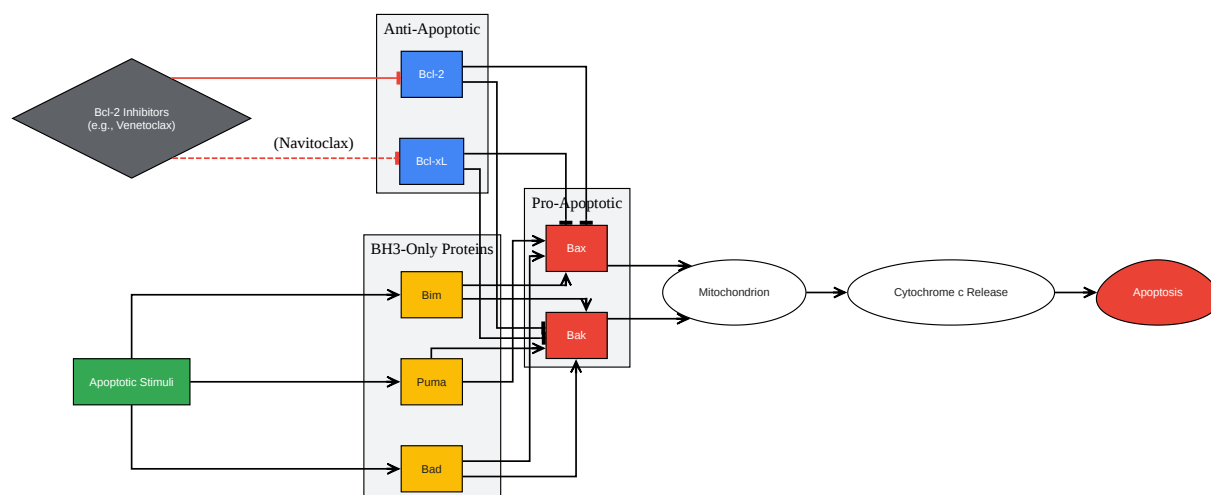 Anti-Apoptotic
Bcl-2
Bcl-2 Inhibitors
(e.g., Venetoclax)
(Navitoclax)
Bcl-xL
Pro-Apoptotic
Bax
BH3-Only Proteins
Bim
Mitochondrion
Cytochrome c Release
Apoptosis
Bak
Apoptotic Stimuli
Puma
Bad